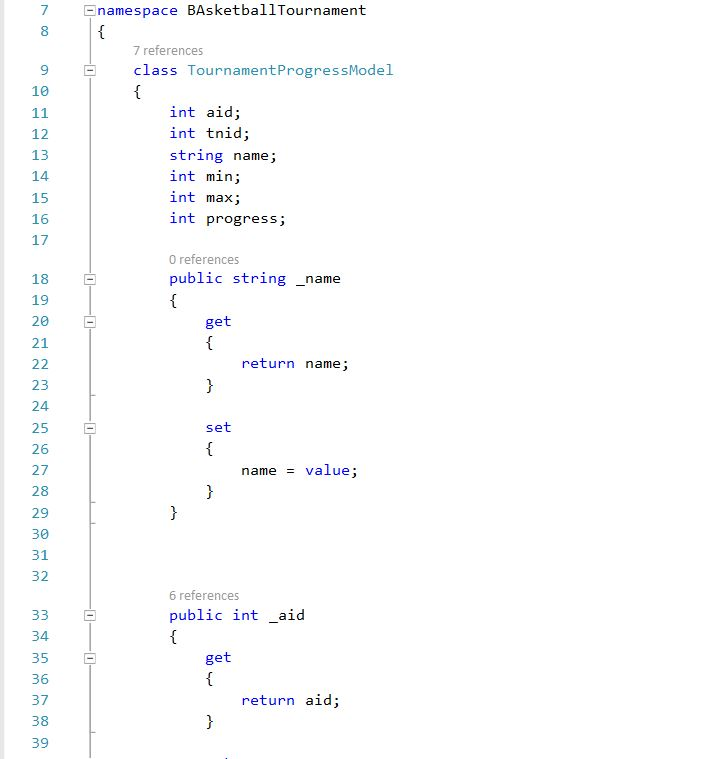 7 namespace BAsketballTournament
8 {
7 references
9 class TournamentProgressModel
10 {
11 int aid;
12 int tnid;
13 string name;
14 int min;
15 int max;
16 int progress;
17
0 references
18 public string _name
19 {
20 get
21 {
22 return name;
23 }
24
25 set
26 {
27 name = value;
28 }
29 }
30
31
32
6 references
33 public int _aid
34 {
35 get
36 {
37 return aid;
38 }
39